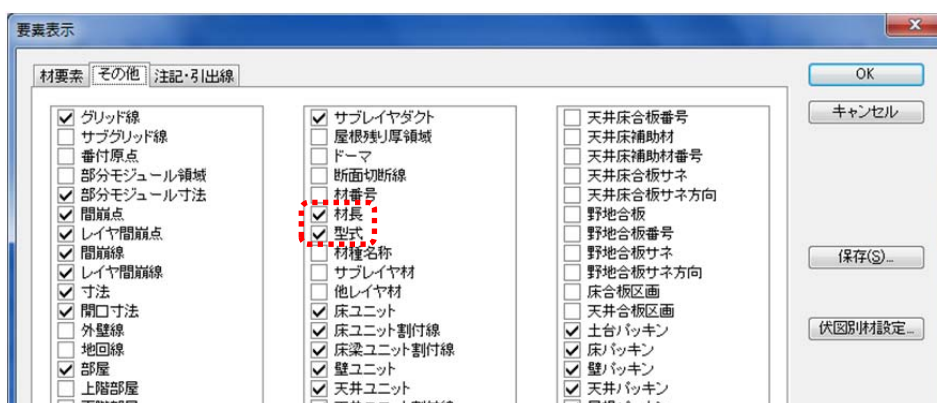 要素表示
材要素 その他 注記・引出線
グリッド線
サブグリッド線
番付原点
部分モジュール領域
部分モジュール寸法
間崩点
レイヤ間崩点
間崩線
レイヤ間崩線
寸法
開口寸法
外壁線
地回線
部屋
上階部屋
サブレイヤダクト
屋根残り厚領域
ドーマ
断面切断線
材番号
材長
型式
材種名称
サブレイヤ材
他レイヤ材
床ユニット
床ユニット割付線
床梁ユニット割付線
壁ユニット
天井ユニット
天井床合板番号
天井床補助材
天井床補助材番号
天井床合板サネ
天井床合板サネ方向
野地合板
野地合板番号
野地合板サネ
野地合板サネ方向
床合板区画
天井合板区画
土台パッキン
床パッキン
壁パッキン
天井パッキン
OK
キャンセル
保存(S)...
伏図別材設定...